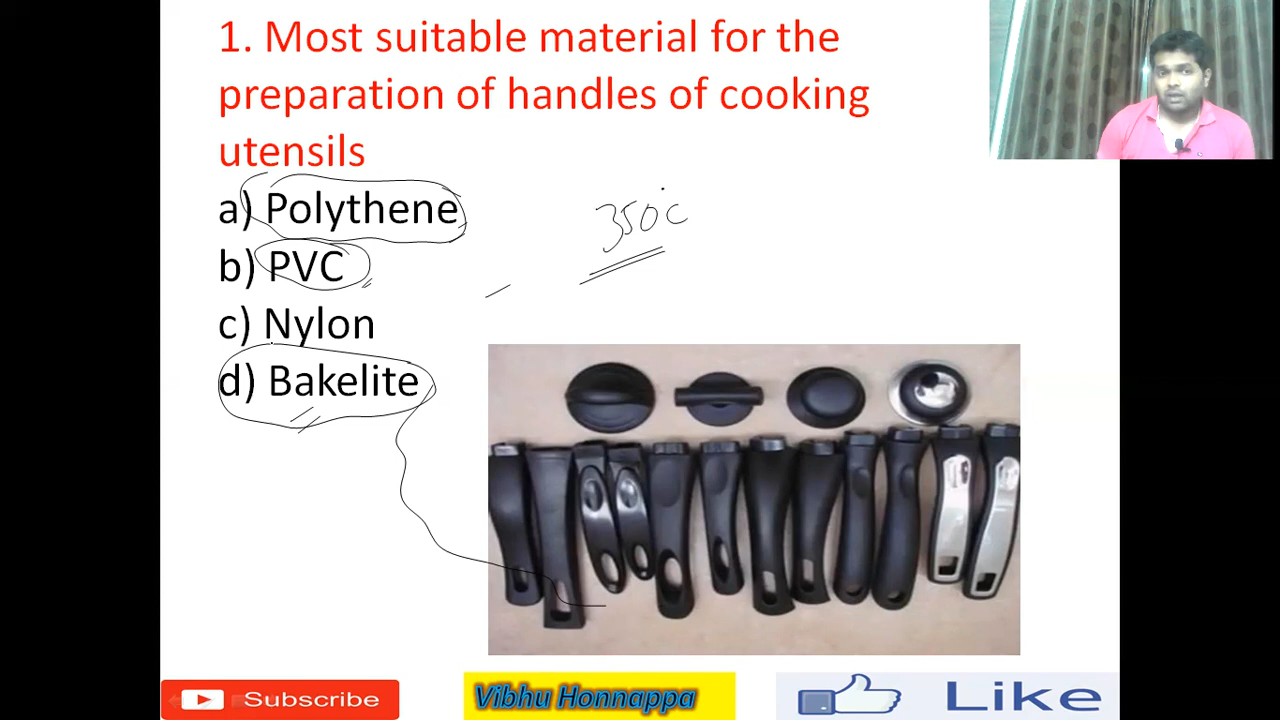 1. Most suitable material for the
preparation of handles of cooking
utensils
a) Polythene
350°c
b) PVC
c) Nylon
d) Bakelite
Subscribe
Vibhu Honnappa
Like